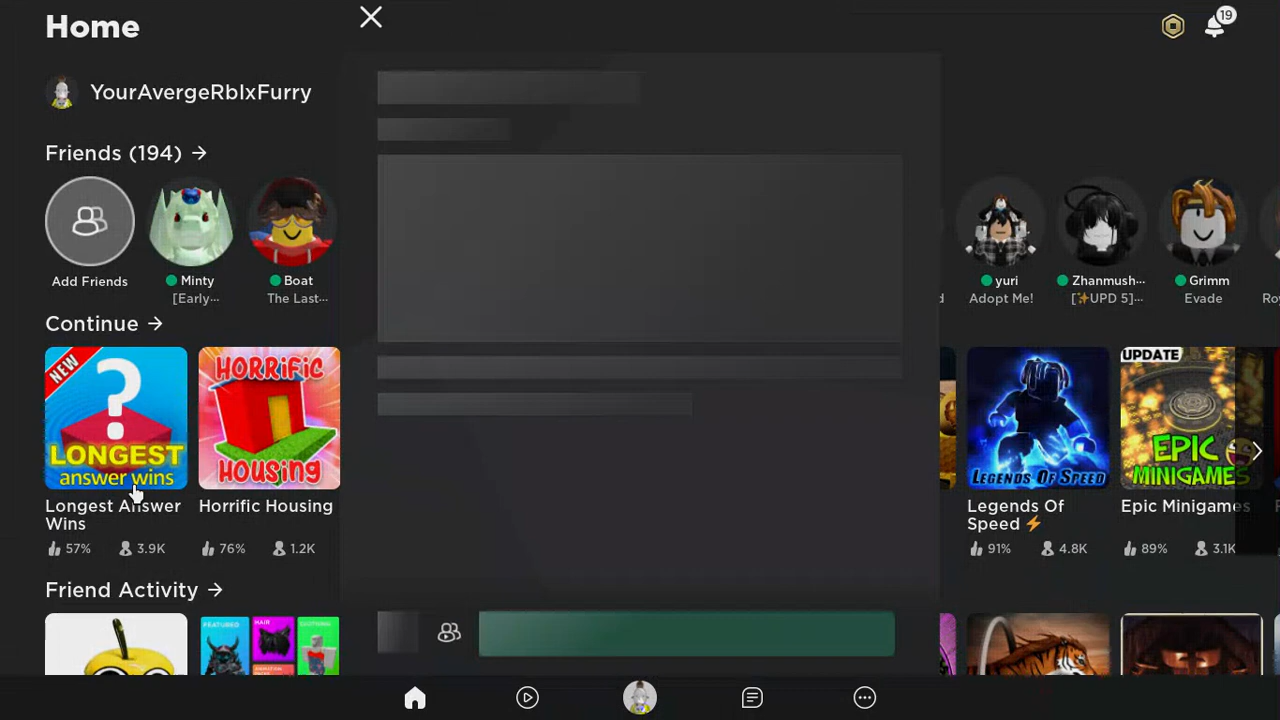 Home
19
YourAvergeRblxFurry
Friends (194)
Add Friends
Minty
[Early...
Boat
The Last...
yuri
Adopt Me!
Zhanmush...
[✨UPD 5]...
Grimm
Evade
Continue
NEW
?
LONGEST
answer wins
HORRIFIC
HOUSING
LEGENDS OF SPEED
UPDATE
EPIC
MINIGAMES
Longest Answer
Wins
57% 3.9K
Horrific Housing
76% 1.2K
Legends Of
Speed ⚡
91% 4.8K
Epic Minigames
89% 3.1K
Friend Activity
FEATURED
HAIR